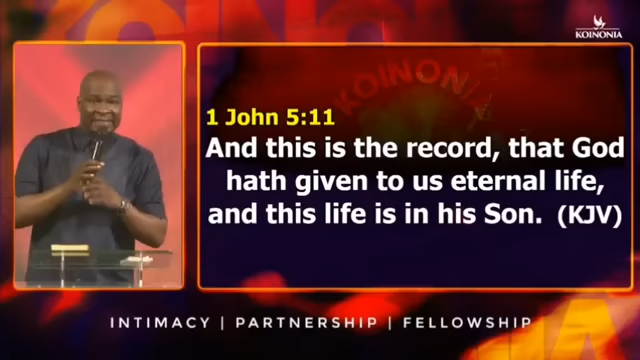 KOINONIA
KOINONIA
1 John 5:11
And this is the record, that God
hath given to us eternal life,
and this life is in his Son. (KJV)
INTIMACY | PARTNERSHIP | FELLOWSHIP